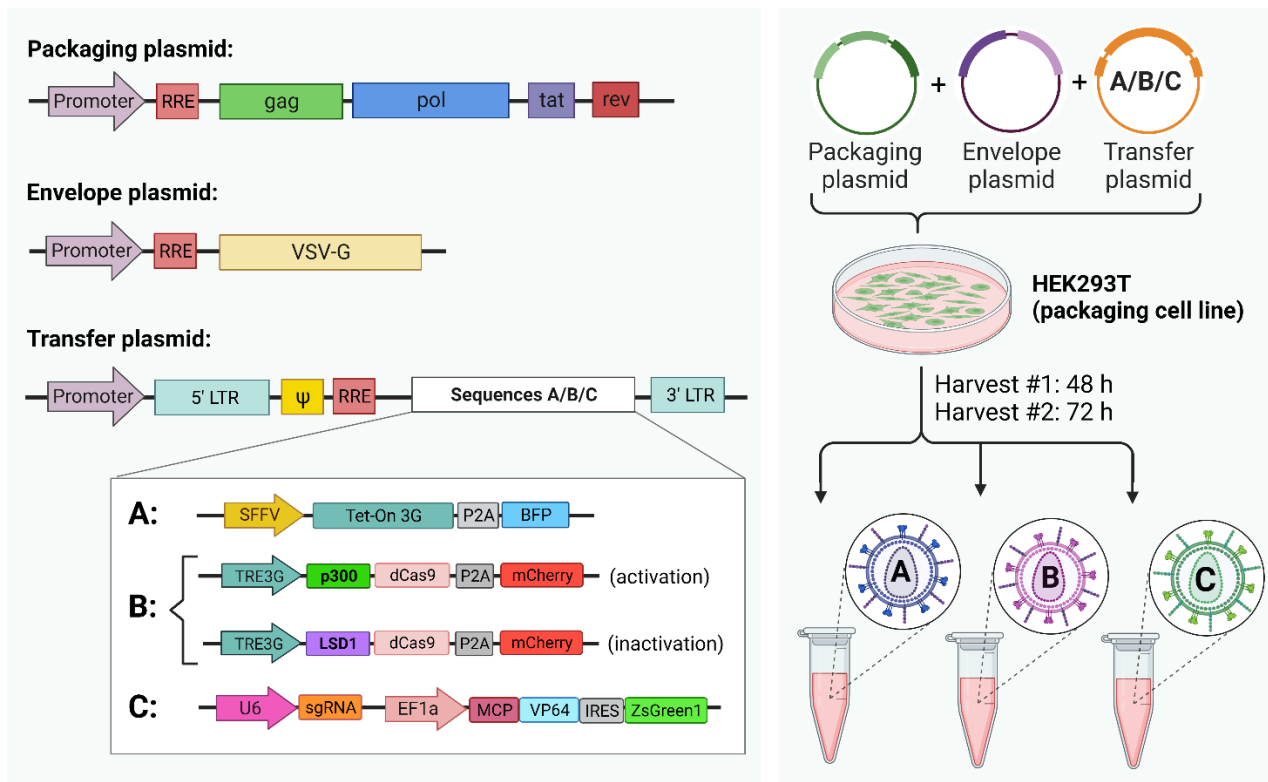 Packaging plasmid:
Promoter RRE gag pol tat rev
Envelope plasmid:
Promoter RRE VSV-G
Transfer plasmid:
Promoter 5' LTR ψ RRE Sequences A/B/C 3' LTR
A: SFFV Tet-On 3G P2A BFP
B:
TRE3G p300 dCas9 P2A mCherry (activation)
TRE3G LSD1 dCas9 P2A mCherry (inactivation)
C: U6 sgRNA EF1a MCP VP64 IRES ZsGreen1
+ + A/B/C
Packaging
plasmid
Envelope
plasmid
Transfer
plasmid
HEK293T
(packaging cell line)
Harvest #1: 48 h
Harvest #2: 72 h
A B C